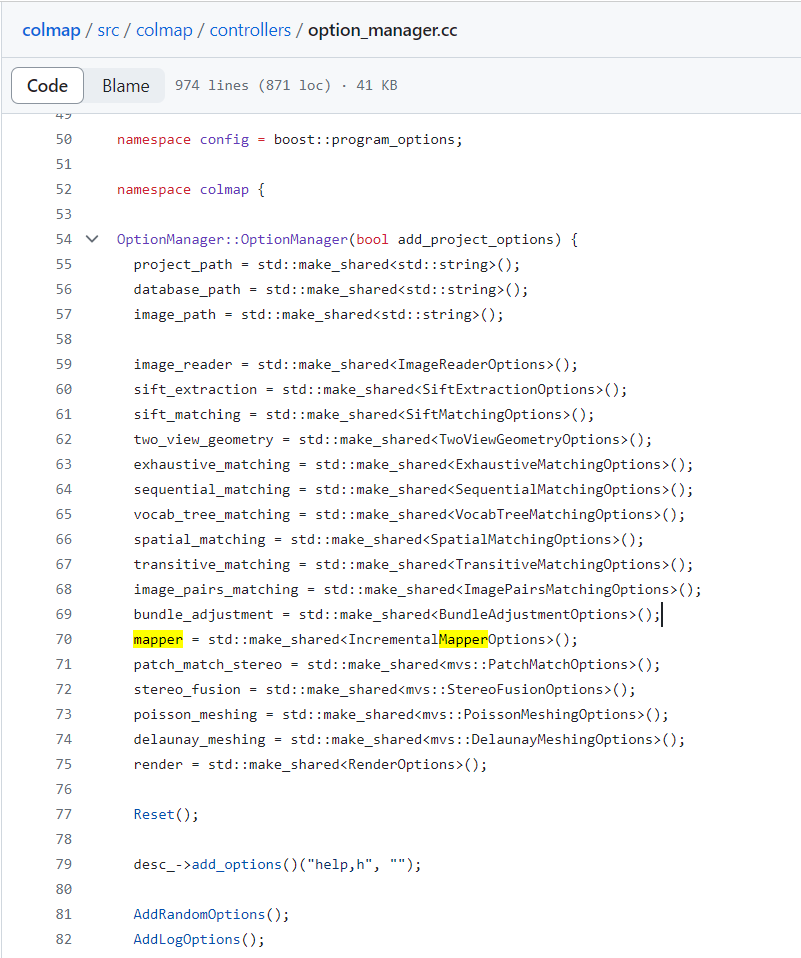 colmap / src / colmap / controllers / option_manager.cc
Code Blame 974 lines (871 loc) · 41 KB
49
50 namespace config = boost::program_options;
51
52 namespace colmap {
53
54 OptionManager::OptionManager(bool add_project_options) {
55 project_path = std::make_shared<std::string>();
56 database_path = std::make_shared<std::string>();
57 image_path = std::make_shared<std::string>();
58
59 image_reader = std::make_shared<ImageReaderOptions>();
60 sift_extraction = std::make_shared<SiftExtractionOptions>();
61 sift_matching = std::make_shared<SiftMatchingOptions>();
62 two_view_geometry = std::make_shared<TwoViewGeometryOptions>();
63 exhaustive_matching = std::make_shared<ExhaustiveMatchingOptions>();
64 sequential_matching = std::make_shared<SequentialMatchingOptions>();
65 vocab_tree_matching = std::make_shared<VocabTreeMatchingOptions>();
66 spatial_matching = std::make_shared<SpatialMatchingOptions>();
67 transitive_matching = std::make_shared<TransitiveMatchingOptions>();
68 image_pairs_matching = std::make_shared<ImagePairsMatchingOptions>();
69 bundle_adjustment = std::make_shared<BundleAdjustmentOptions>();
70 mapper = std::make_shared<IncrementalMapperOptions>();
71 patch_match_stereo = std::make_shared<mvs::PatchMatchOptions>();
72 stereo_fusion = std::make_shared<mvs::StereoFusionOptions>();
73 poisson_meshing = std::make_shared<mvs::PoissonMeshingOptions>();
74 delaunay_meshing = std::make_shared<mvs::DelaunayMeshingOptions>();
75 render = std::make_shared<RenderOptions>();
76
77 Reset();
78
79 desc_->add_options()("help,h", "");
80
81 AddRandomOptions();
82 AddLogOptions();